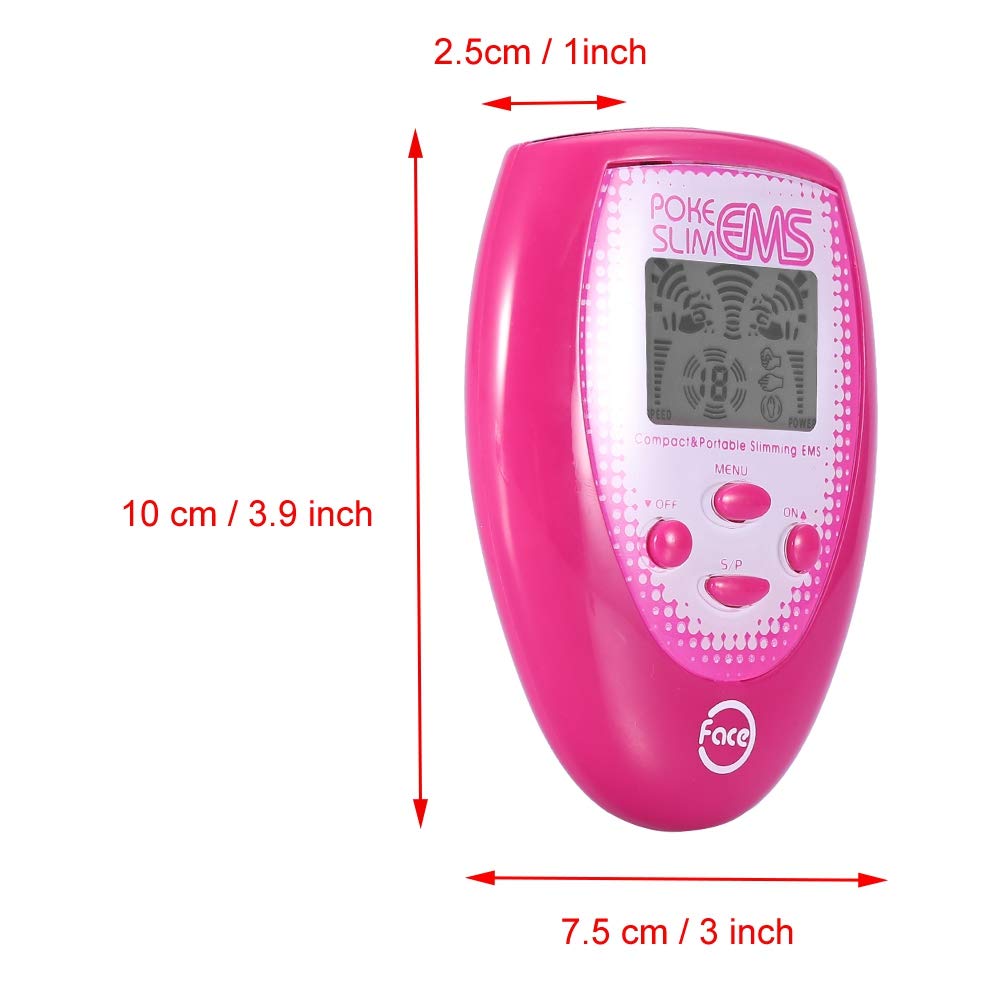 2.5cm / 1inch
POKE
SLIM EMS
18
SPEED
POWER
Compact&Portable Slimming EMS
MENU
▼ OFF
ON ▲
S/P
10 cm / 3.9 inch
Face
7.5 cm / 3 inch